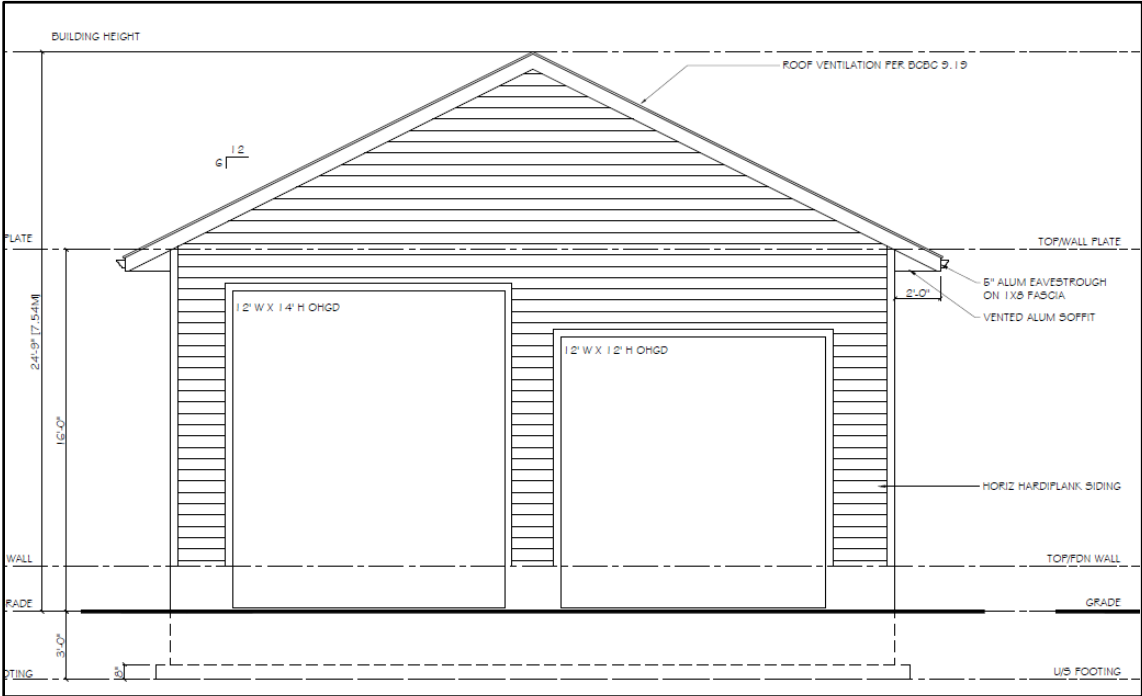 BUILDING HEIGHT
ROOF VENTILATION PER BCBC 9.19
12
6
PLATE
TOP/WALL PLATE
5" ALUM EAVESTROUGH
ON 1X8 FASCIA
2'-0"
VENTED ALUM SOFFIT
12' W X 14' H OHGD
12' W X 12' H OHGD
24'-9" [7.54M]
16'-0"
HORIZ HARDIPLANK SIDING
WALL
TOP/FDN WALL
RADE
GRADE
3'-0"
8"
OTING
U/S FOOTING